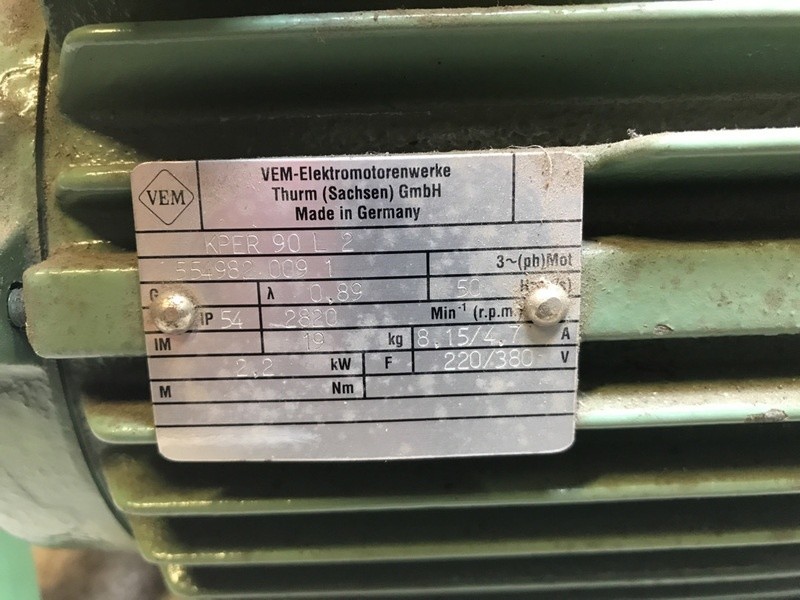 VEM
VEM-Elektromotorenwerke
Thurm (Sachsen) GmbH
Made in Germany
KPER 90 L 2
554982.009 1
3~(pb)Mot
λ 0,89 50
IP 54 2820 Min⁻¹ (r.p.m.
IM 19 kg 8,15/4,7 A
2,2 kW F 220/380 V
M Nm